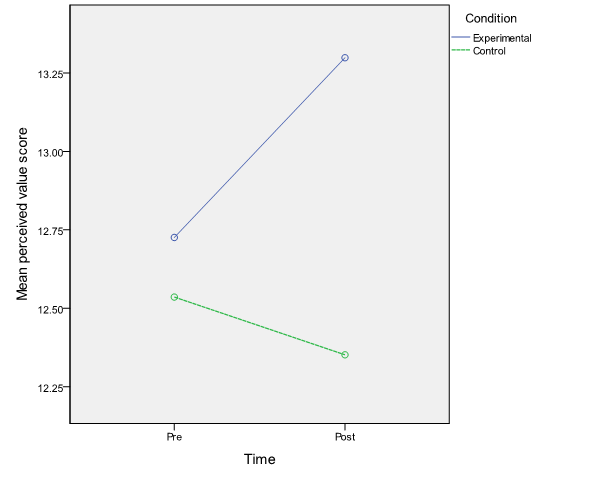 Condition
Experimental
Control
Mean perceived value score
13.25
13.00
12.75
12.50
12.25
Pre
Post
Time